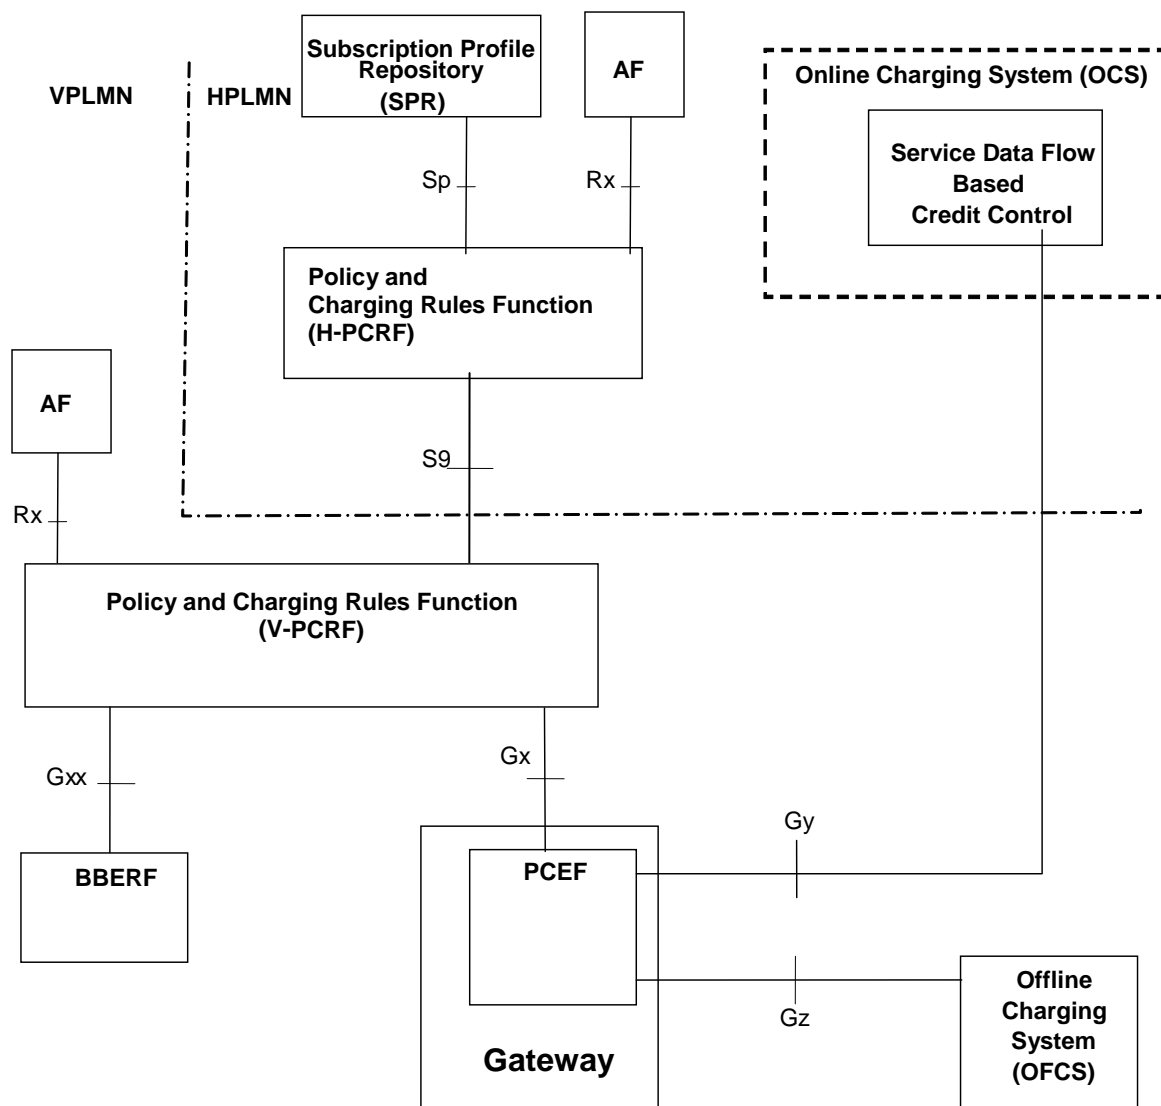 Subscription Profile
Repository
(SPR)
AF
Online Charging System (OCS)
VPLMN
HPLMN
Service Data Flow
Based
Credit Control
Sp
Rx
Policy and
Charging Rules Function
(H-PCRF)
AF
S9
Rx
Policy and Charging Rules Function
(V-PCRF)
Gxx
Gx
Gy
BBERF
PCEF
Offline
Charging
System
(OFCS)
Gz
Gateway